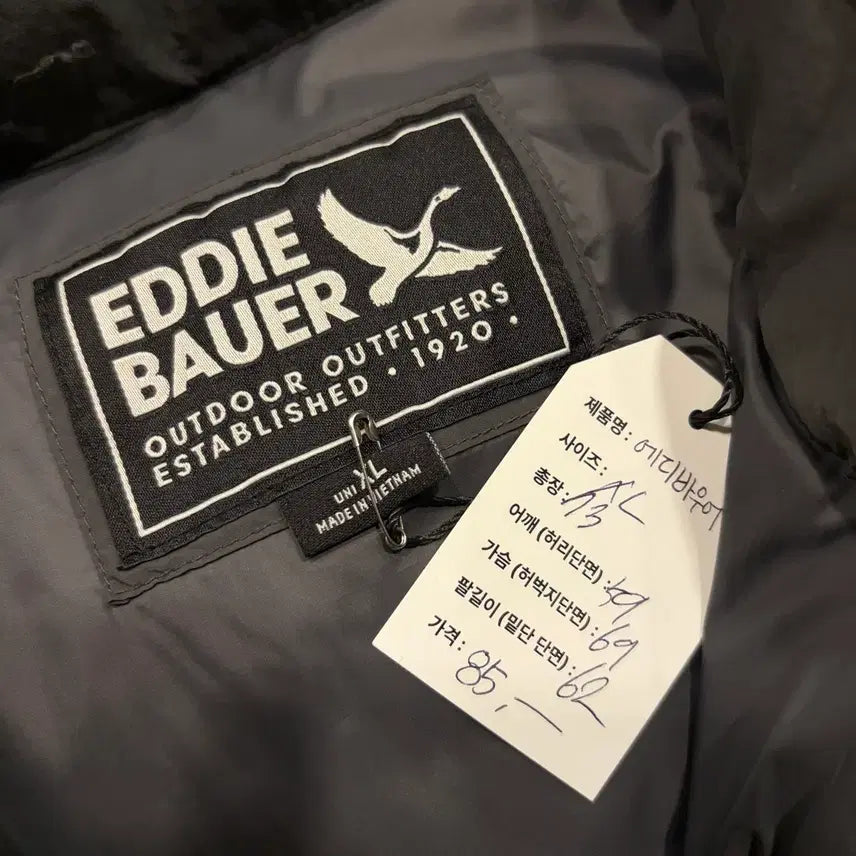 EDDIE
BAUER
OUTDOOR OUTFITTERS
ESTABLISHED • 1920 •
XL
UNI
MADE IN VIETNAM
제품명: 에디바우어
사이즈: XL
총장: 73
어깨 (허리단면): 49
가슴 (허벅지단면): 69
팔길이 (밑단 단면): 62
가격: 85,—